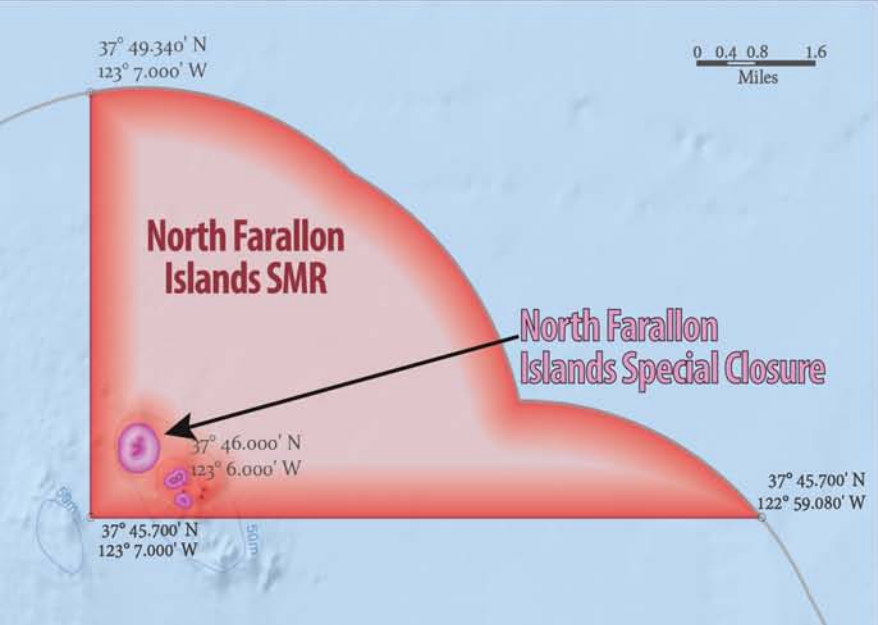 37° 49.340' N
123° 7.000' W
0 0.4 0.8 1.6
Miles
North Farallon
Islands SMR
North Farallon
Islands Special Closure
37° 46.000' N
123° 6.000' W
37° 45.700' N
122° 59.080' W
37° 45.700' N
123° 7.000' W
50m